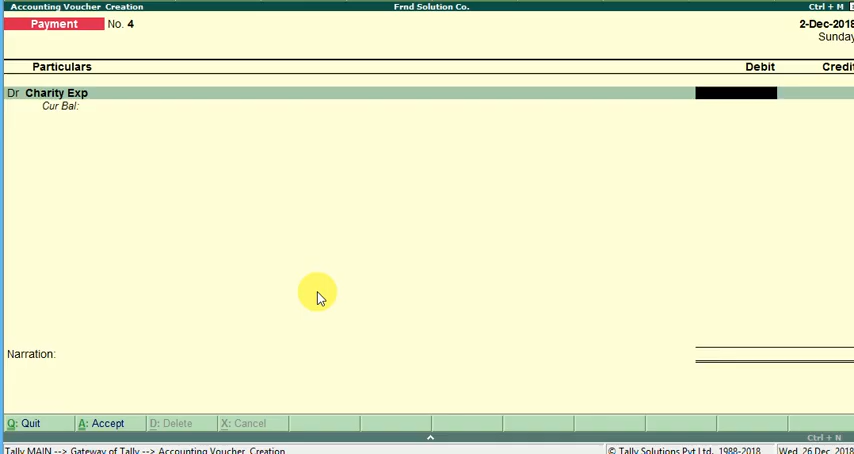 Accounting Voucher Creation Frnd Solution Co. Ctrl + M
Payment No. 4 2-Dec-2018
Sunday
Particulars Debit Credit
Dr Charity Exp
Cur Bal:
Narration:
Q: Quit A: Accept D: Delete X: Cancel
Ctrl + N
Tally MAIN --> Gateway of Tally --> Accounting Voucher Creation © Tally Solutions Pvt Ltd, 1988-2018 Wed, 26 Dec, 2018